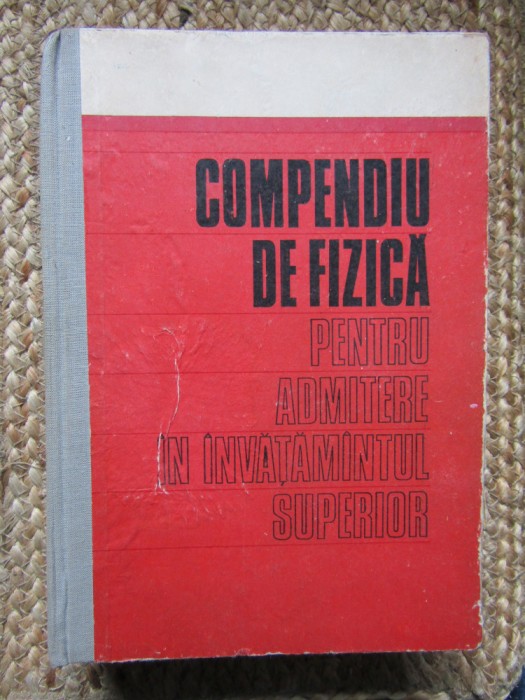 COMPENDIU
DE FIZICĂ
PENTRU
ADMITERE
ÎN ÎNVĂȚĂMÎNTUL
SUPERIOR